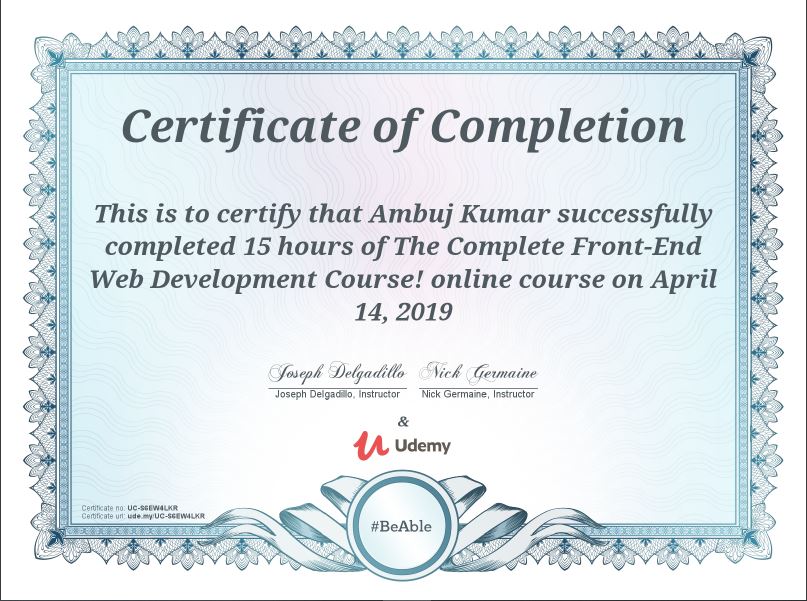 Certificate of Completion
This is to certify that Ambuj Kumar successfully
completed 15 hours of The Complete Front-End
Web Development Course! online course on April
14, 2019
Joseph Delgadillo Nick Germaine
Joseph Delgadillo, Instructor Nick Germaine, Instructor
&
Udemy
Certificate no: UC-S6EW4LKR
Certificate url: ude.my/UC-S6EW4LKR
#BeAble